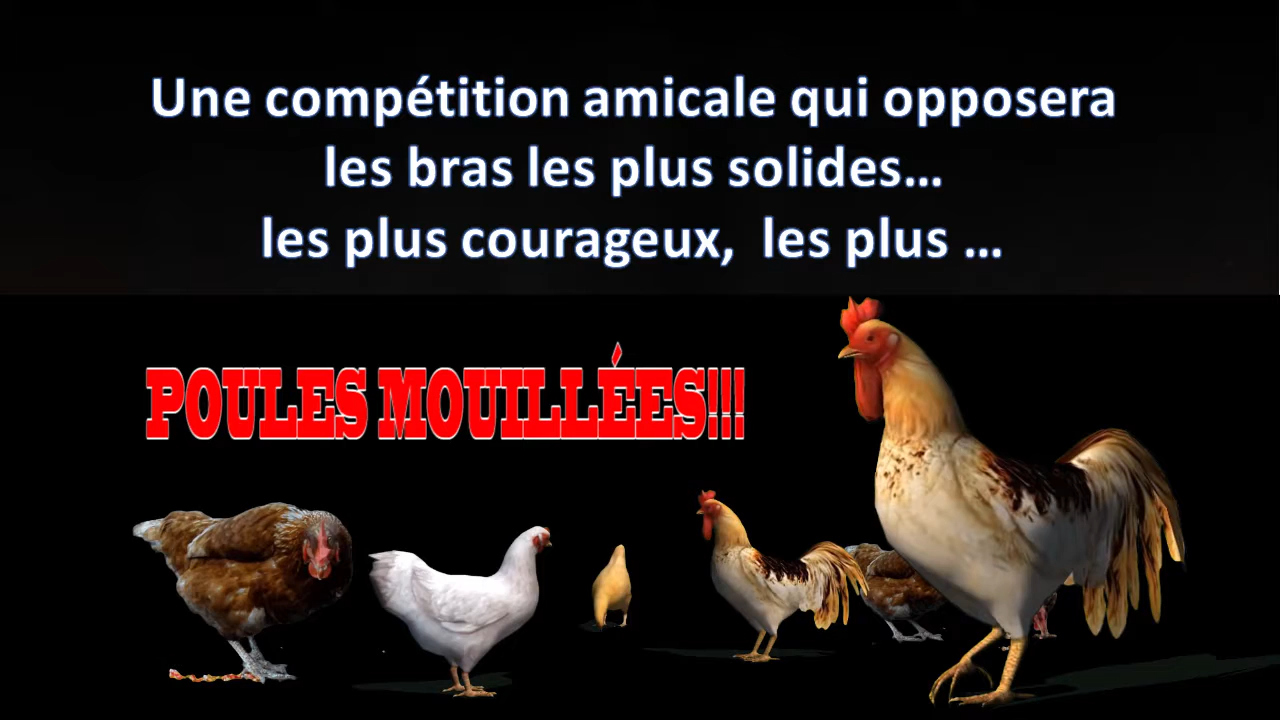 Une compétition amicale qui opposera
les bras les plus solides…
les plus courageux,  les plus …
POULES MOUILLÉES!!!